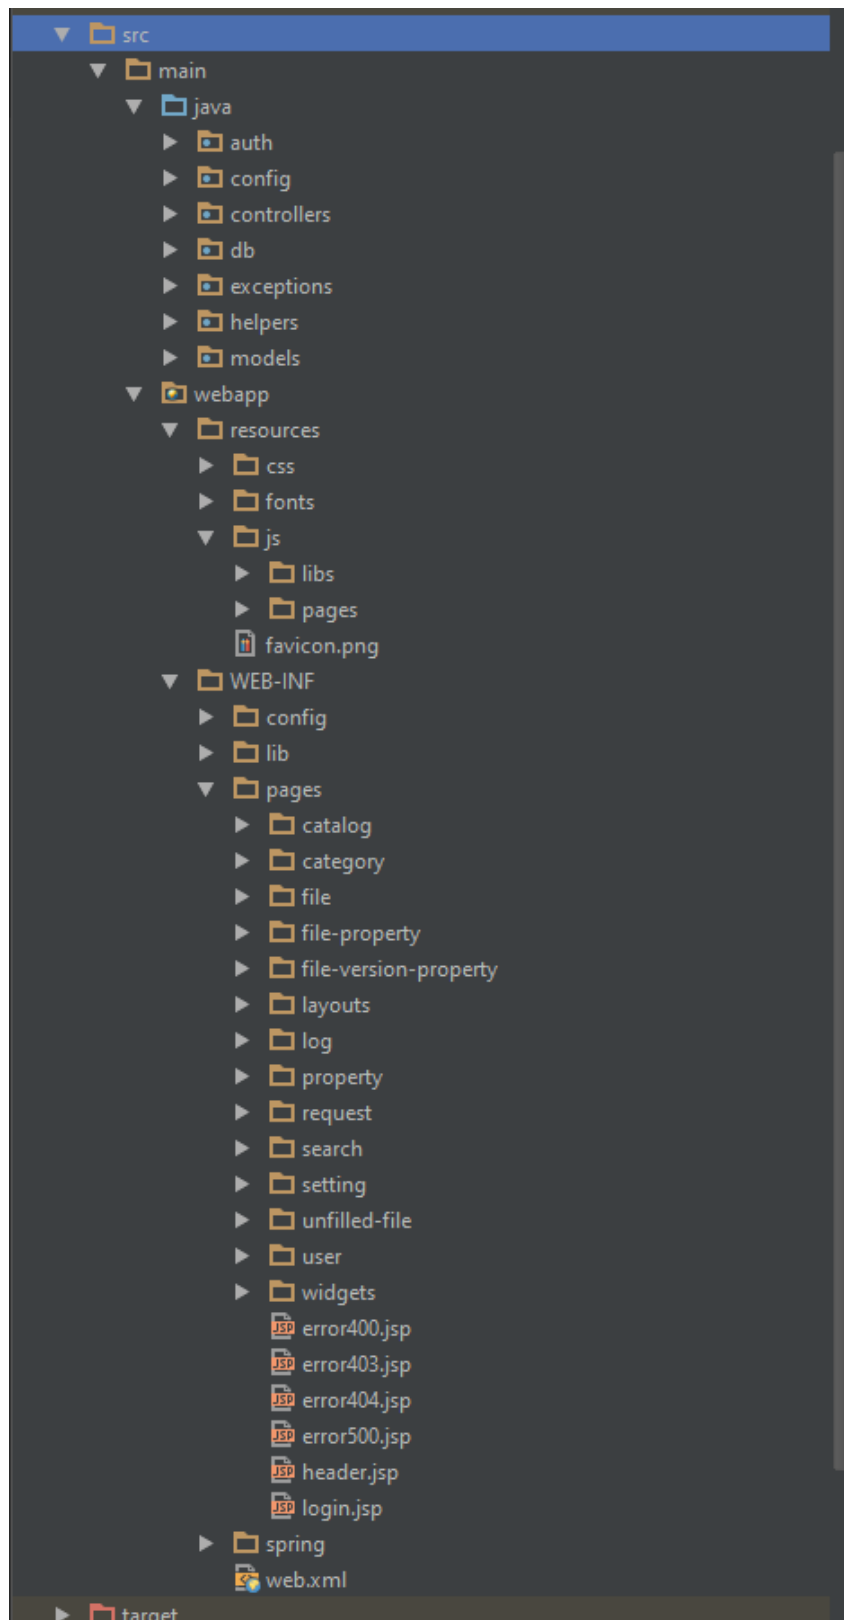 src
main
java
auth
config
controllers
db
exceptions
helpers
models
webapp
resources
css
fonts
js
libs
pages
favicon.png
WEB-INF
config
lib
pages
catalog
category
file
file-property
file-version-property
layouts
log
property
request
search
setting
unfilled-file
user
widgets
error400.jsp
error403.jsp
error404.jsp
error500.jsp
header.jsp
login.jsp
spring
web.xml
target